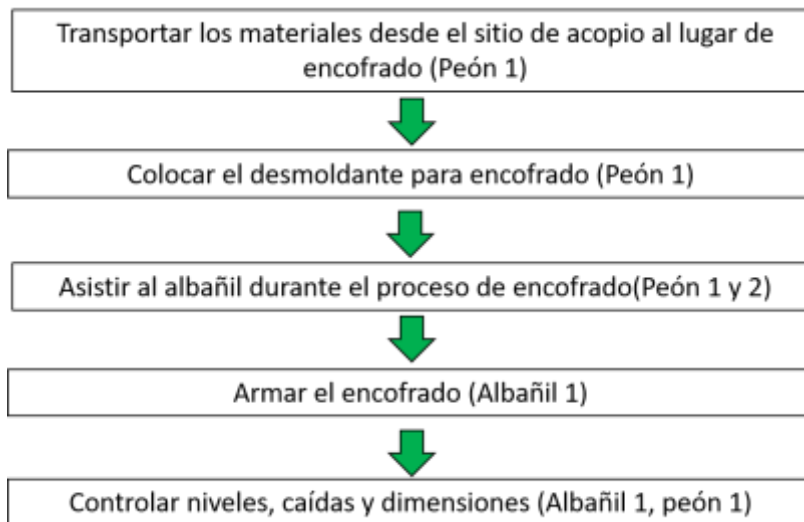 Transportar los materiales desde el sitio de acopio al lugar de
encofrado (Peón 1)
Colocar el desmoldante para encofrado (Peón 1)
Asistir al albañil durante el proceso de encofrado(Peón 1 y 2)
Armar el encofrado (Albañil 1)
Controlar niveles, caídas y dimensiones (Albañil 1, peón 1)